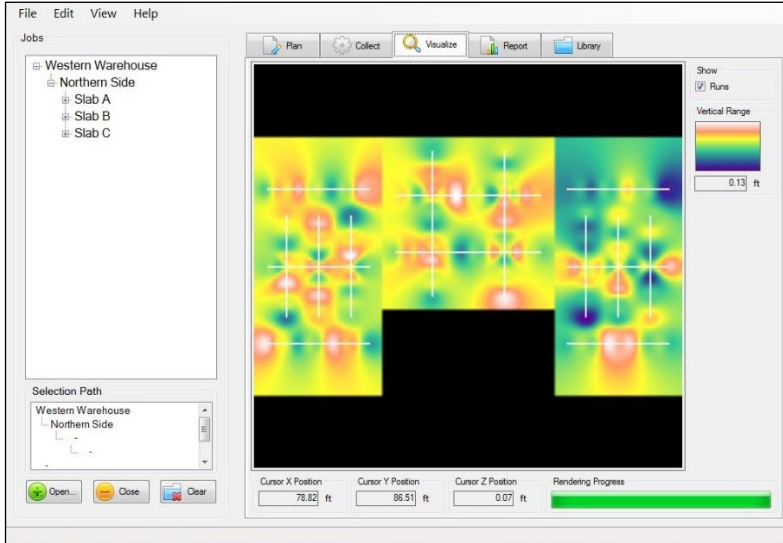 File Edit View Help
Jobs
Western Warehouse
Northern Side
Slab A
Slab B
Slab C
Selection Path
Western Warehouse
Northern Side
-
-
-
Open...
Close
Clear
Plan
Collect
Visualize
Report
Library
Show
Runs
Vertical Range
0.13 ft
Cursor X Position
78.82 ft
Cursor Y Position
86.51 ft
Cursor Z Position
0.07 ft
Rendering Progress